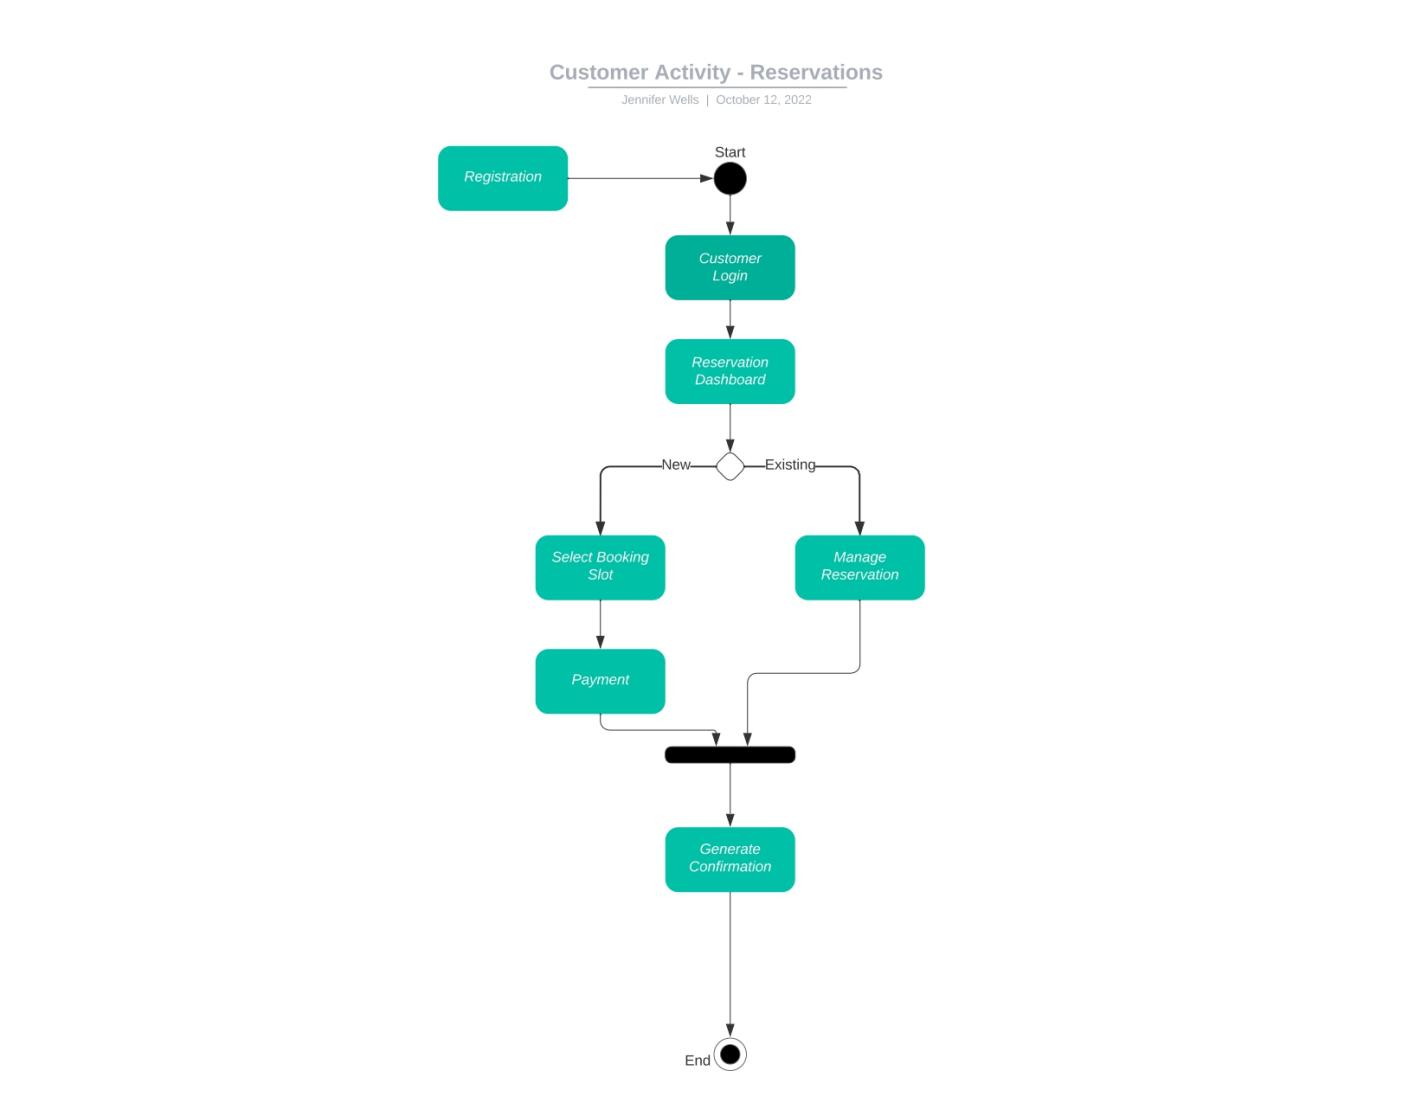 Customer Activity - Reservations
Jennifer Wells | October 12, 2022
Start
Registration
Customer
Login
Reservation
Dashboard
New
Existing
Select Booking
Slot
Manage
Reservation
Payment
Generate
Confirmation
End